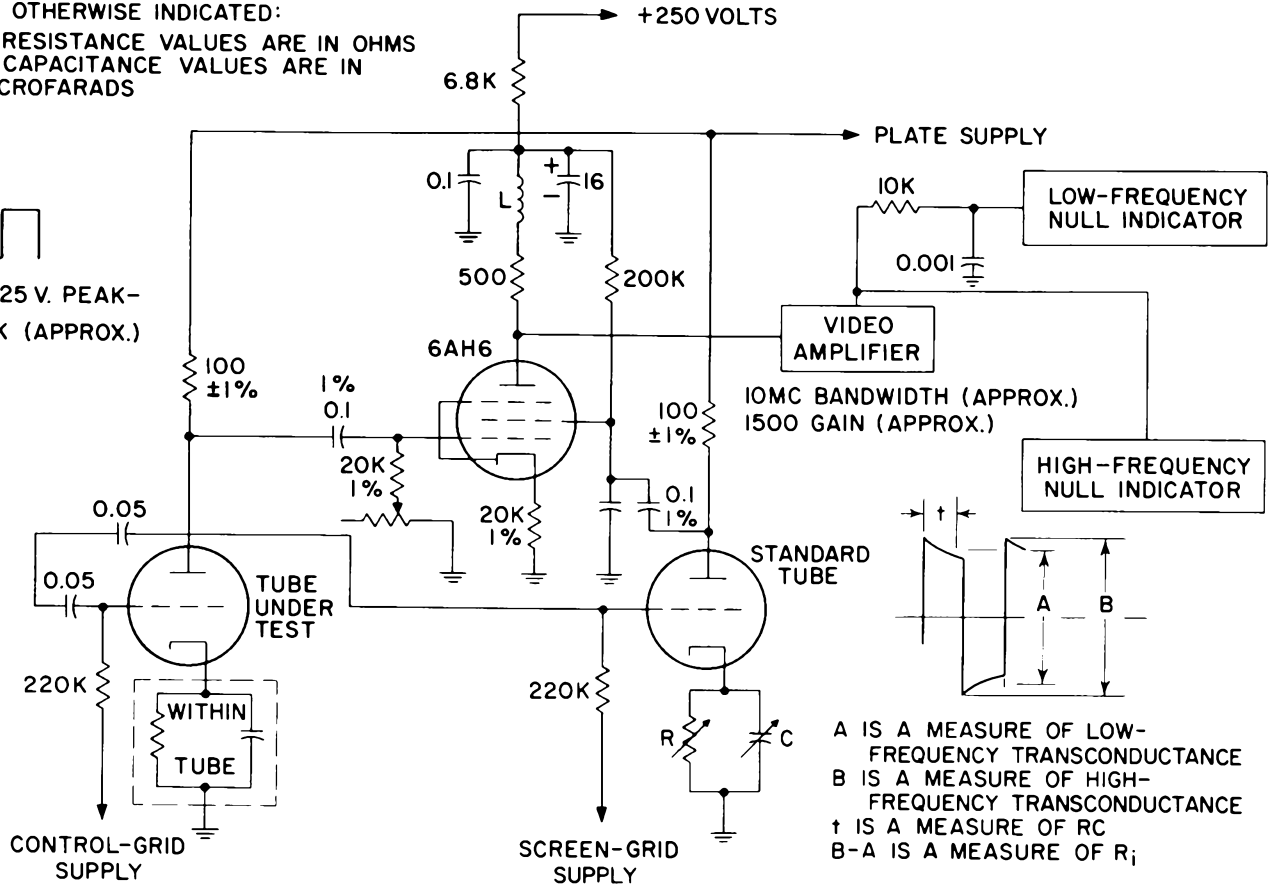 OTHERWISE INDICATED:
RESISTANCE VALUES ARE IN OHMS
CAPACITANCE VALUES ARE IN
CROFARADS
+250 VOLTS
6.8K
PLATE SUPPLY
0.1
L
+
-
16
10K
LOW-FREQUENCY
NULL INDICATOR
0.001
500
200K
25 V. PEAK-
K (APPROX.)
VIDEO
AMPLIFIER
6AH6
100
±1%
1%
0.1
10MC BANDWIDTH (APPROX.)
1500 GAIN (APPROX.)
100
±1%
20K
1%
HIGH-FREQUENCY
NULL INDICATOR
0.05
20K
1%
0.1
1%
t
0.05
TUBE
UNDER
TEST
STANDARD
TUBE
A
B
220K
WITHIN
TUBE
220K
R
C
A IS A MEASURE OF LOW-
FREQUENCY TRANSCONDUCTANCE
B IS A MEASURE OF HIGH-
FREQUENCY TRANSCONDUCTANCE
t IS A MEASURE OF RC
B-A IS A MEASURE OF Ri
CONTROL-GRID
SUPPLY
SCREEN-GRID
SUPPLY